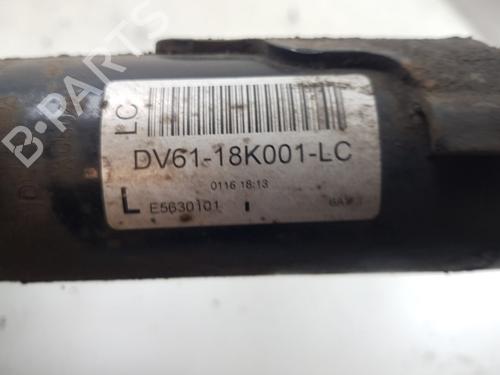 B-PARTS
LC
DV61-18K001-LC
0116 18:13
L E5630101